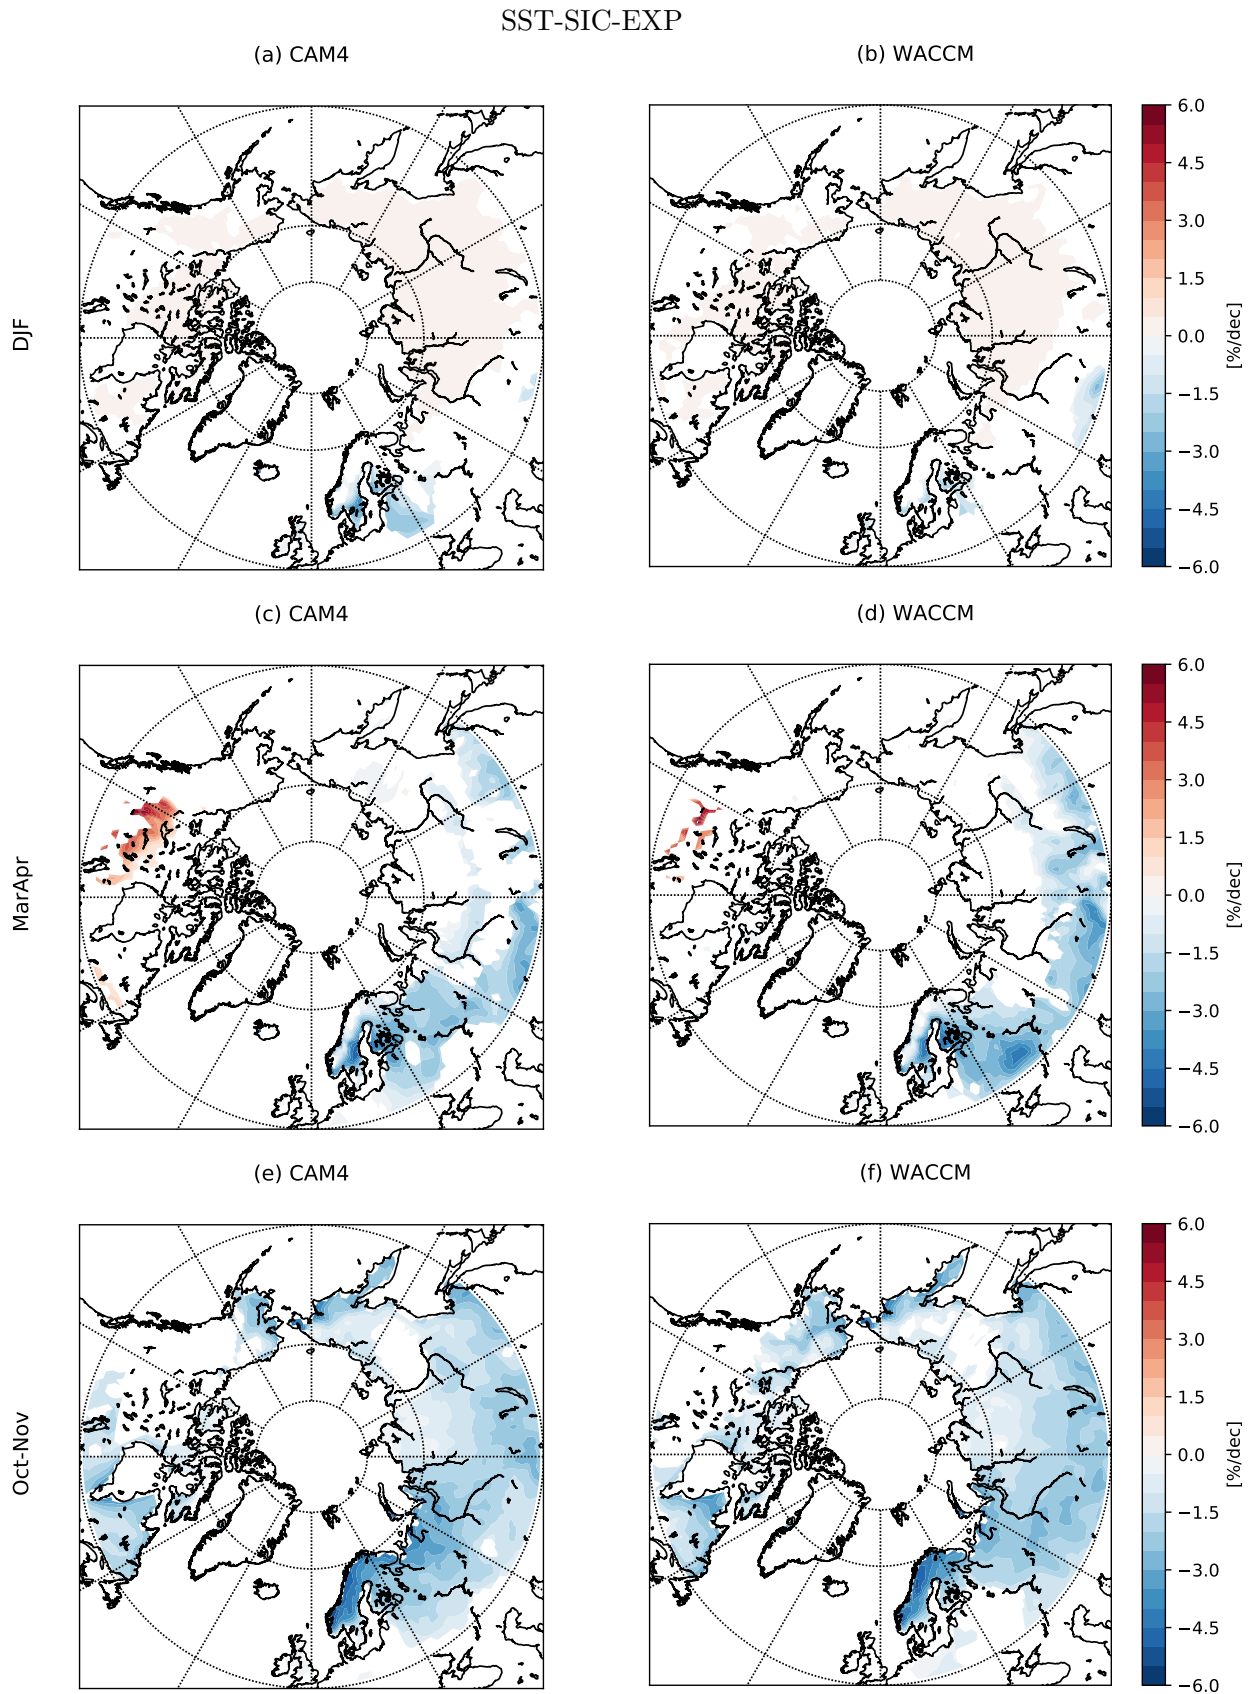 SST-SIC-EXP
(a) CAM4
(b) WACCM
DJF
6.0
4.5
3.0
1.5
0.0
−1.5
−3.0
−4.5
−6.0
[%/dec]
(c) CAM4
(d) WACCM
MarApr
6.0
4.5
3.0
1.5
0.0
−1.5
−3.0
−4.5
−6.0
[%/dec]
(e) CAM4
(f) WACCM
Oct-Nov
6.0
4.5
3.0
1.5
0.0
−1.5
−3.0
−4.5
−6.0
[%/dec]